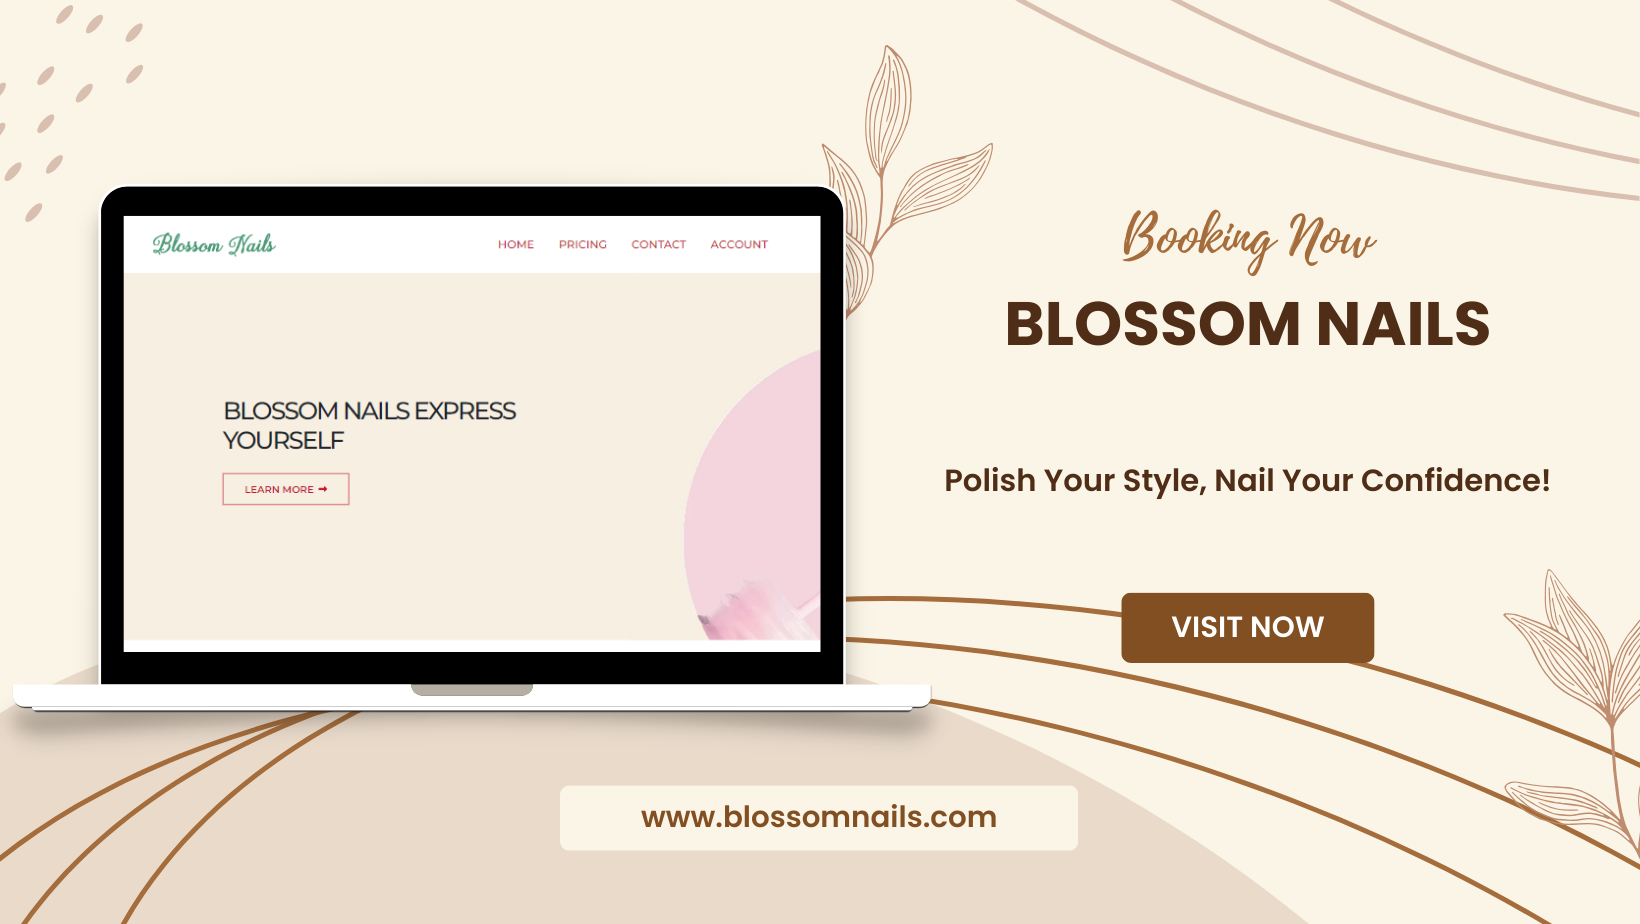 Blossom Nails
HOME PRICING CONTACT ACCOUNT
BLOSSOM NAILS EXPRESS
YOURSELF
LEARN MORE ➞
Booking Now
BLOSSOM NAILS
Polish Your Style, Nail Your Confidence!
VISIT NOW
www.blossomnails.com